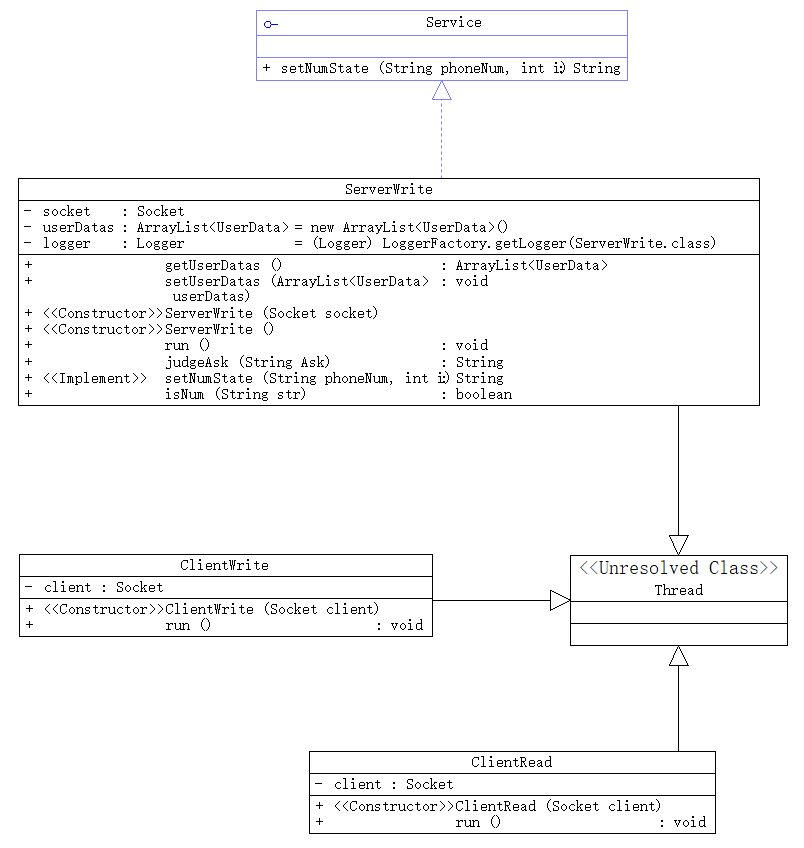 Service
+ setNumState (String phoneNum, int i) : String
ServerWrite
- socket : Socket
- userDatas : ArrayList<UserData> = new ArrayList<UserData>()
- logger : Logger = (Logger) LoggerFactory.getLogger(ServerWrite.class)
+ getUserDatas () : ArrayList<UserData>
+ setUserDatas (ArrayList<UserData> : void
userDatas)
+ <<Constructor>> ServerWrite (Socket socket)
+ <<Constructor>> ServerWrite ()
+ run () : void
+ judgeAsk (String Ask) : String
+ <<Implement>> setNumState (String phoneNum, int i) : String
+ isNum (String str) : boolean
ClientWrite
- client : Socket
+ <<Constructor>> ClientWrite (Socket client)
+ run () : void
<<Unresolved Class>>
Thread
ClientRead
- client : Socket
+ <<Constructor>> ClientRead (Socket client)
+ run () : void